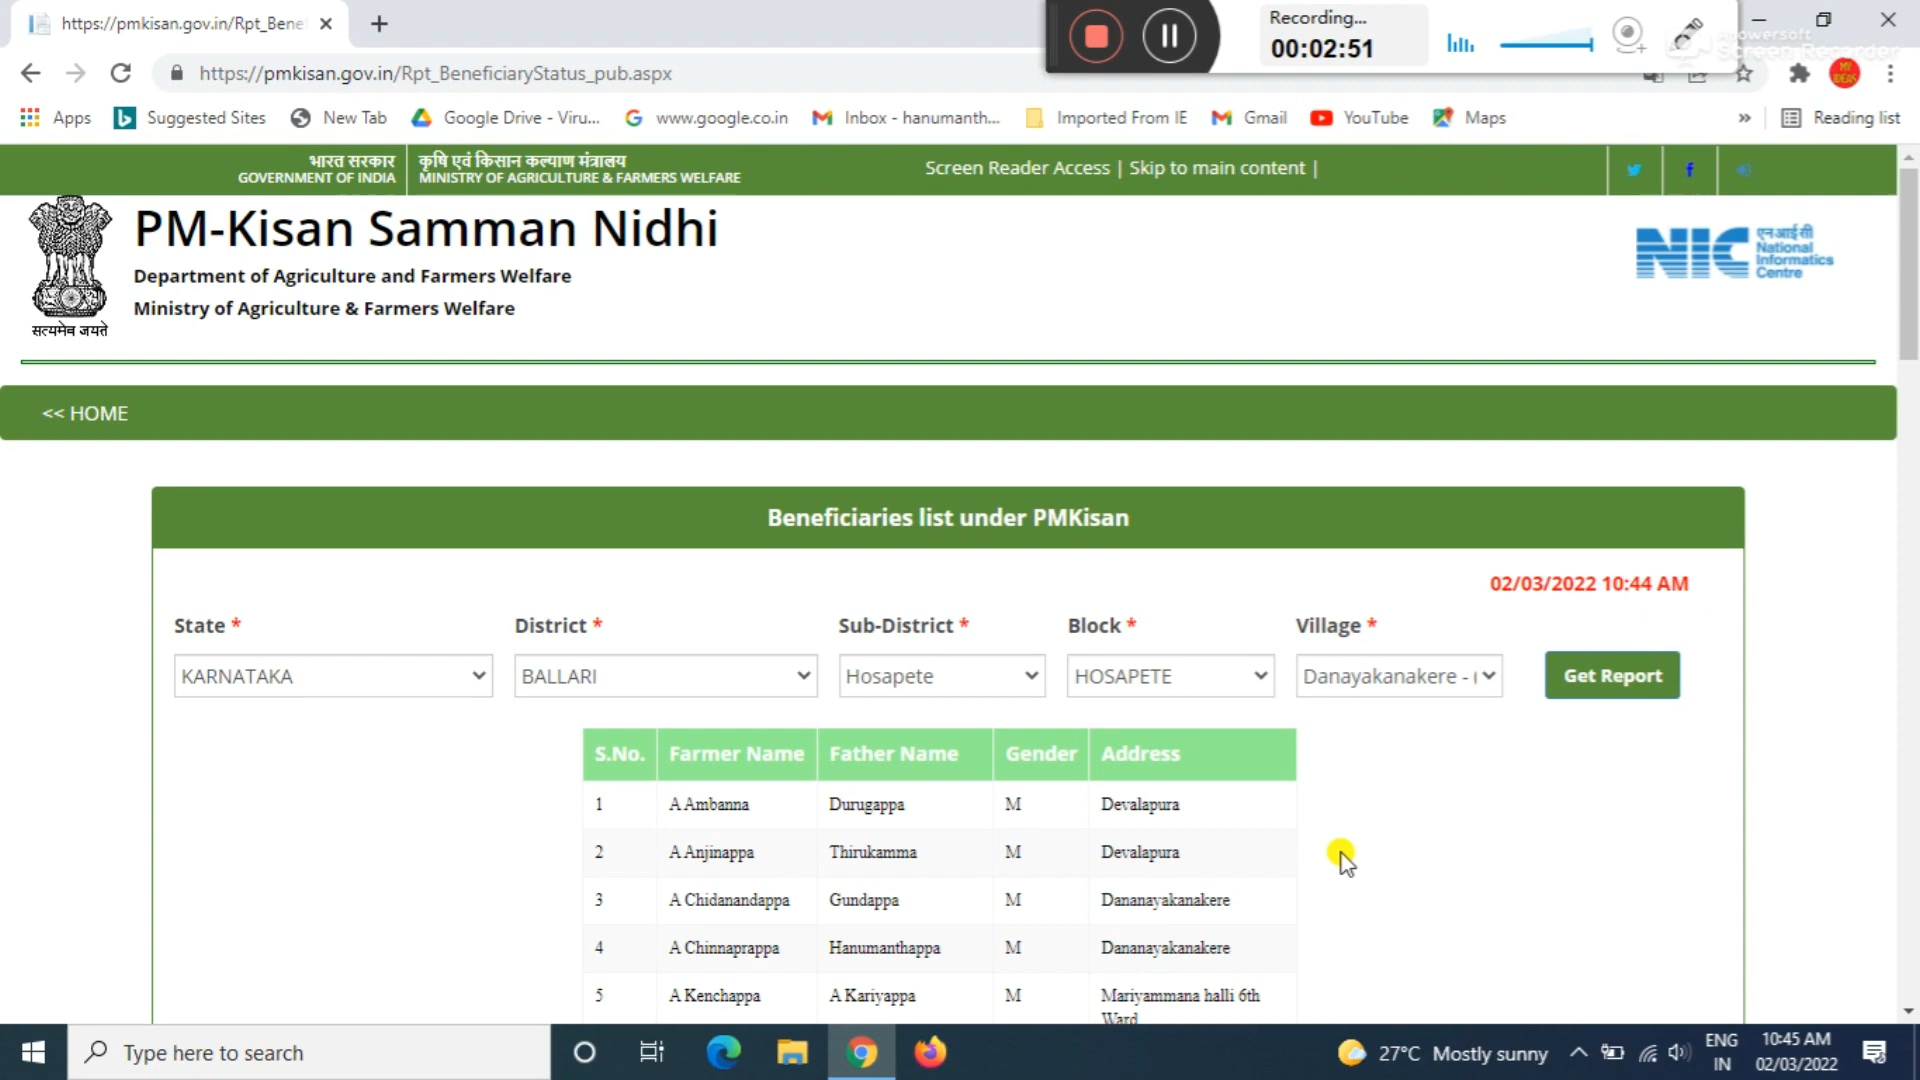 https://pmkisan.gov.in/Rpt_Bene
Recording...
00:02:51
Apowersoft
Screen Recorder
https://pmkisan.gov.in/Rpt_BeneficiaryStatus_pub.aspx
Apps Suggested Sites New Tab Google Drive - Viru... www.google.co.in Inbox - hanumanth... Imported From IE Gmail YouTube Maps » Reading list
भारत सरकार
GOVERNMENT OF INDIA
कृषि एवं किसान कल्याण मंत्रालय
MINISTRY OF AGRICULTURE & FARMERS WELFARE
Screen Reader Access | Skip to main content |
PM-Kisan Samman Nidhi
Department of Agriculture and Farmers Welfare
Ministry of Agriculture & Farmers Welfare
सत्यमेव जयते
NIC
एन आई सी
National
Informatics
Centre
<< HOME
Beneficiaries list under PMKisan
02/03/2022 10:44 AM
State * District * Sub-District * Block * Village *
KARNATAKA BALLARI Hosapete HOSAPETE Danayakanakere - ( Get Report
S.No. Farmer Name Father Name Gender Address
1 A Ambanna Durugappa M Devalapura
2 A Anjinappa Thirukamma M Devalapura
3 A Chidanandappa Gundappa M Dananayakanakere
4 A Chinnaprappa Hanumanthappa M Dananayakanakere
5 A Kenchappa A Kariyappa M Mariyammana halli 6th
Ward
Type here to search
27°C Mostly sunny
ENG
IN
10:45 AM
02/03/2022